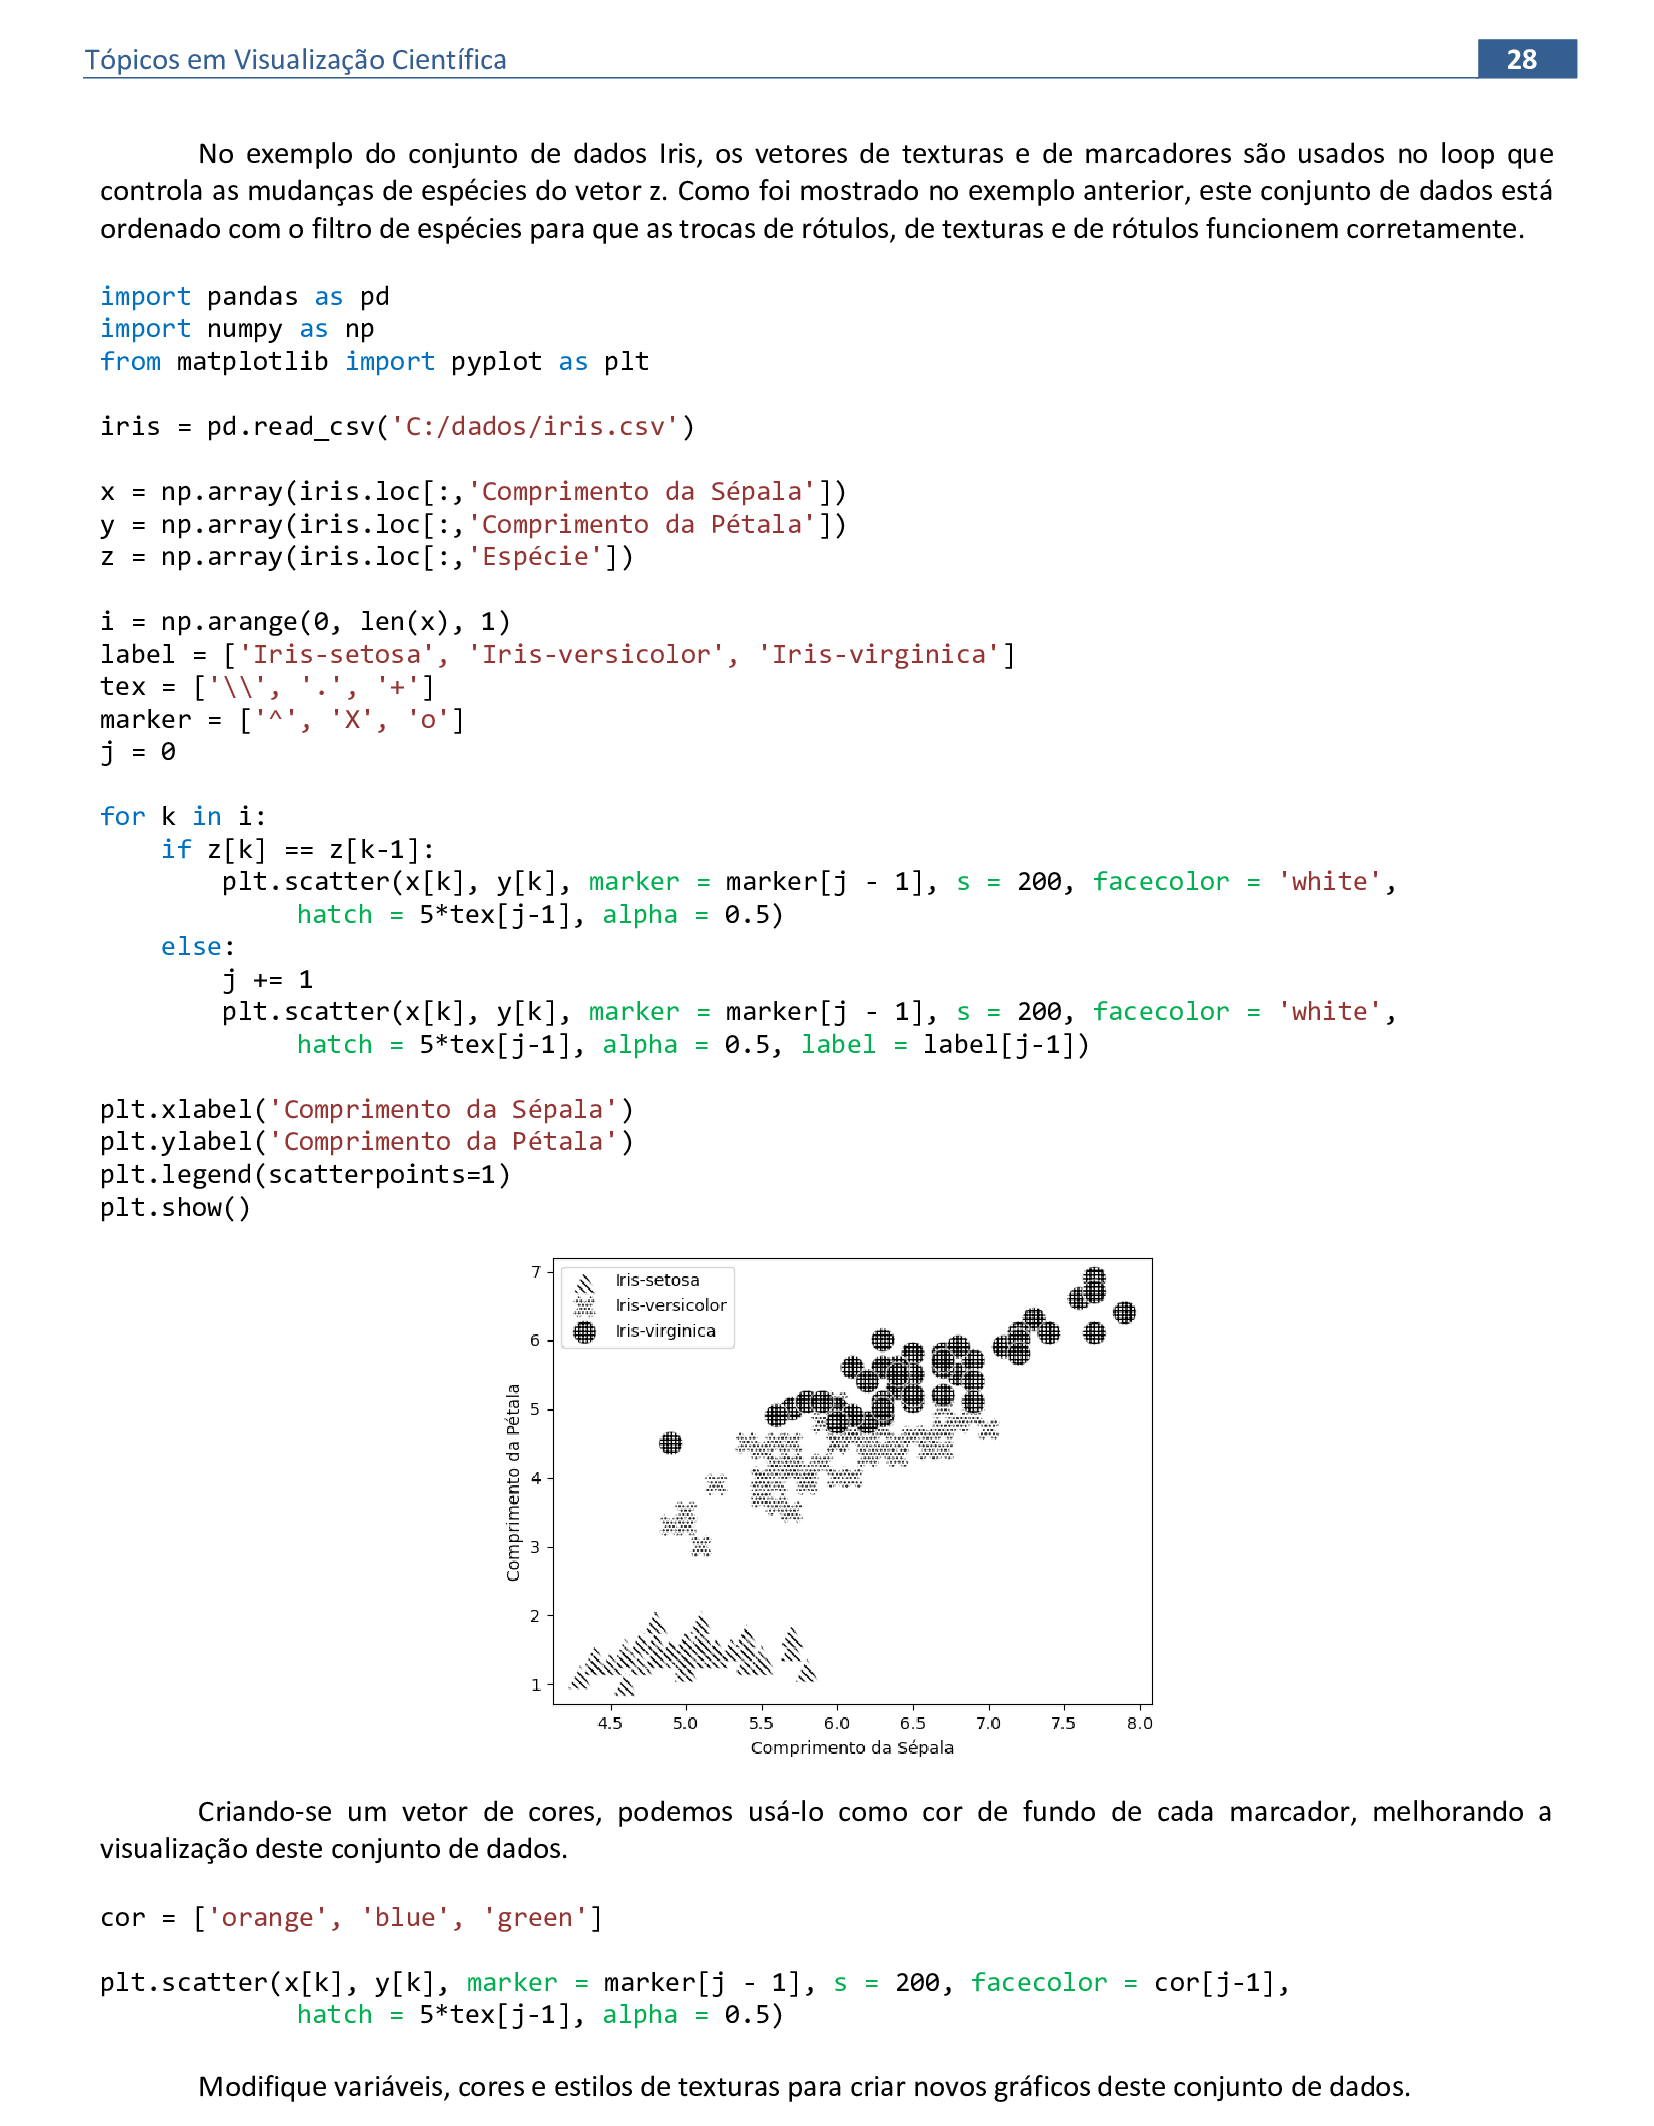 Tópicos em Visualização Científica 28
No exemplo do conjunto de dados Iris, os vetores de texturas e de marcadores são usados no loop que
controla as mudanças de espécies do vetor z. Como foi mostrado no exemplo anterior, este conjunto de dados está
ordenado com o filtro de espécies para que as trocas de rótulos, de texturas e de rótulos funcionem corretamente.
import pandas as pd
import numpy as np
from matplotlib import pyplot as plt
iris = pd.read_csv('C:/dados/iris.csv')
x = np.array(iris.loc[:,'Comprimento da Sépala'])
y = np.array(iris.loc[:,'Comprimento da Pétala'])
z = np.array(iris.loc[:,'Espécie'])
i = np.arange(0, len(x), 1)
label = ['Iris-setosa', 'Iris-versicolor', 'Iris-virginica']
tex = ['\\', '.', '+']
marker = ['^', 'X', 'o']
j = 0
for k in i:
    if z[k] == z[k-1]:
        plt.scatter(x[k], y[k], marker = marker[j - 1], s = 200, facecolor = 'white',
             hatch = 5*tex[j-1], alpha = 0.5)
    else:
        j += 1
        plt.scatter(x[k], y[k], marker = marker[j - 1], s = 200, facecolor = 'white',
             hatch = 5*tex[j-1], alpha = 0.5, label = label[j-1])
plt.xlabel('Comprimento da Sépala')
plt.ylabel('Comprimento da Pétala')
plt.legend(scatterpoints=1)
plt.show()
Iris-setosa
Iris-versicolor
Iris-virginica
7
6
5
4
3
2
1
Comprimento da Pétala
4.5 5.0 5.5 6.0 6.5 7.0 7.5 8.0
Comprimento da Sépala
Criando-se um vetor de cores, podemos usá-lo como cor de fundo de cada marcador, melhorando a
visualização deste conjunto de dados.
cor = ['orange', 'blue', 'green']
plt.scatter(x[k], y[k], marker = marker[j - 1], s = 200, facecolor = cor[j-1],
             hatch = 5*tex[j-1], alpha = 0.5)
Modifique variáveis, cores e estilos de texturas para criar novos gráficos deste conjunto de dados.